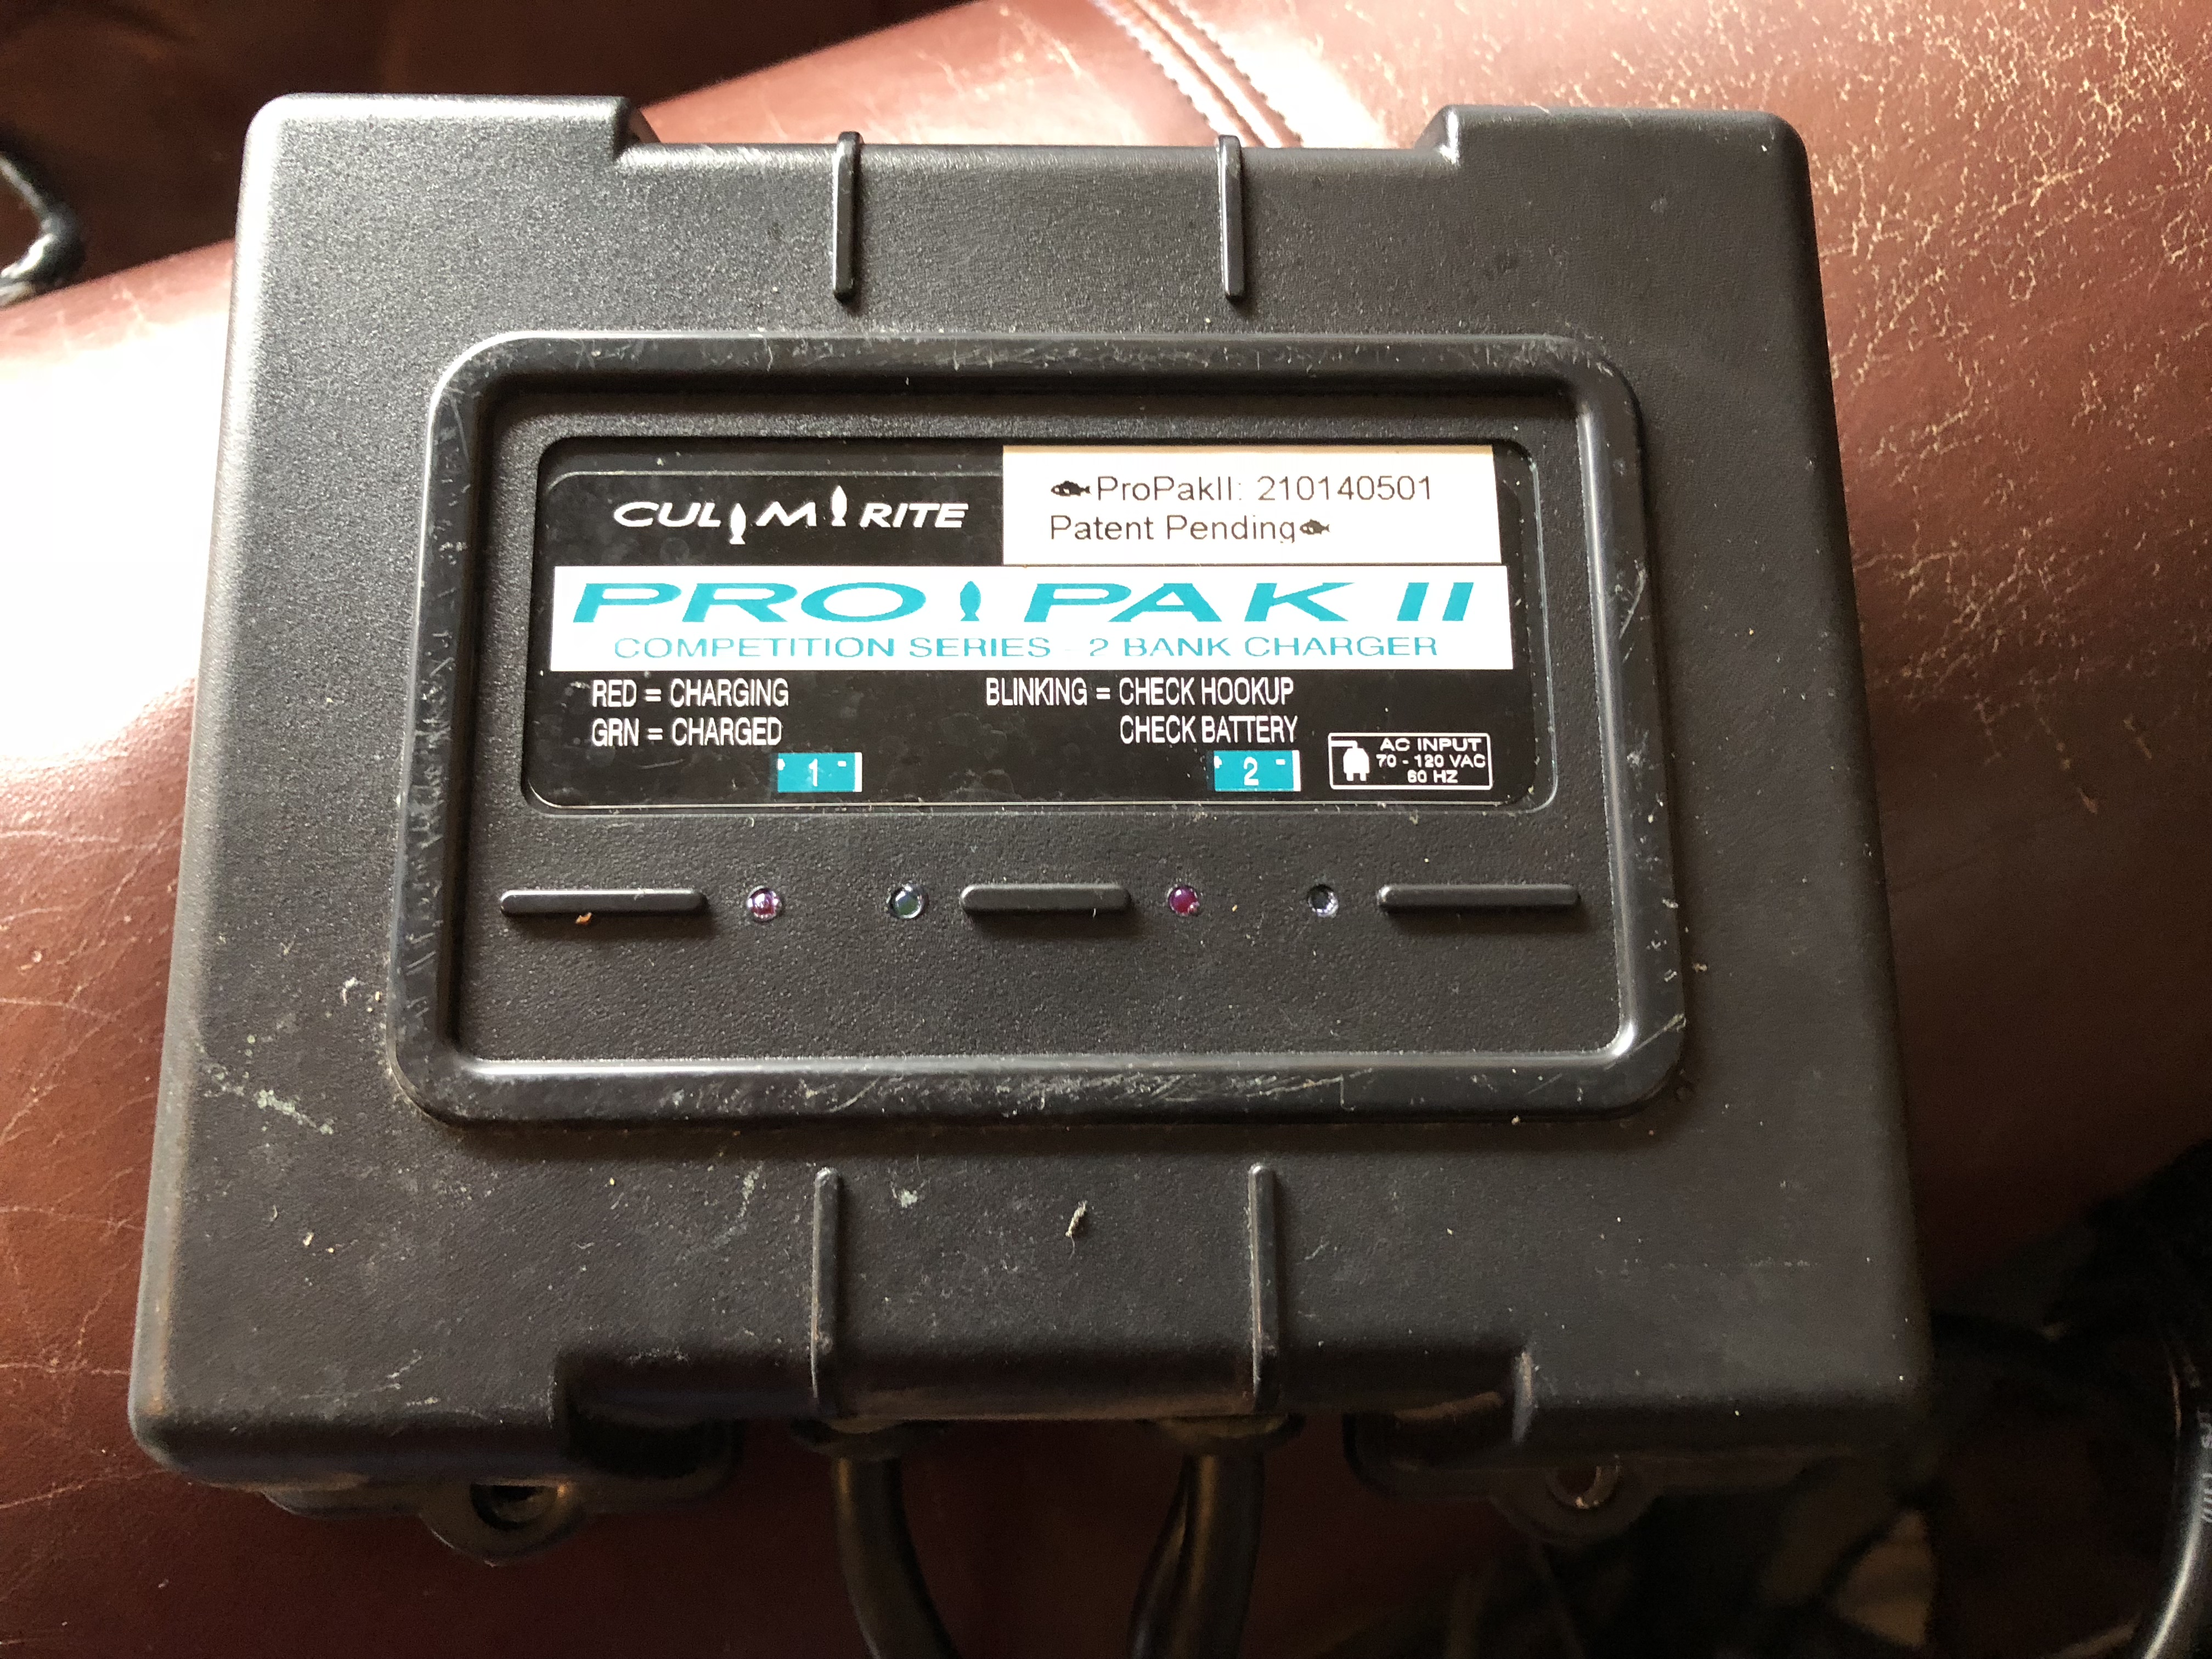 CUL M RITE
ProPakII: 210140501
Patent Pending
PRO PAK II
COMPETITION SERIES - 2 BANK CHARGER
RED = CHARGING
GRN = CHARGED
BLINKING = CHECK HOOKUP
CHECK BATTERY
+ 1 -
+ 2 -
AC INPUT
70 - 120 VAC
60 HZ